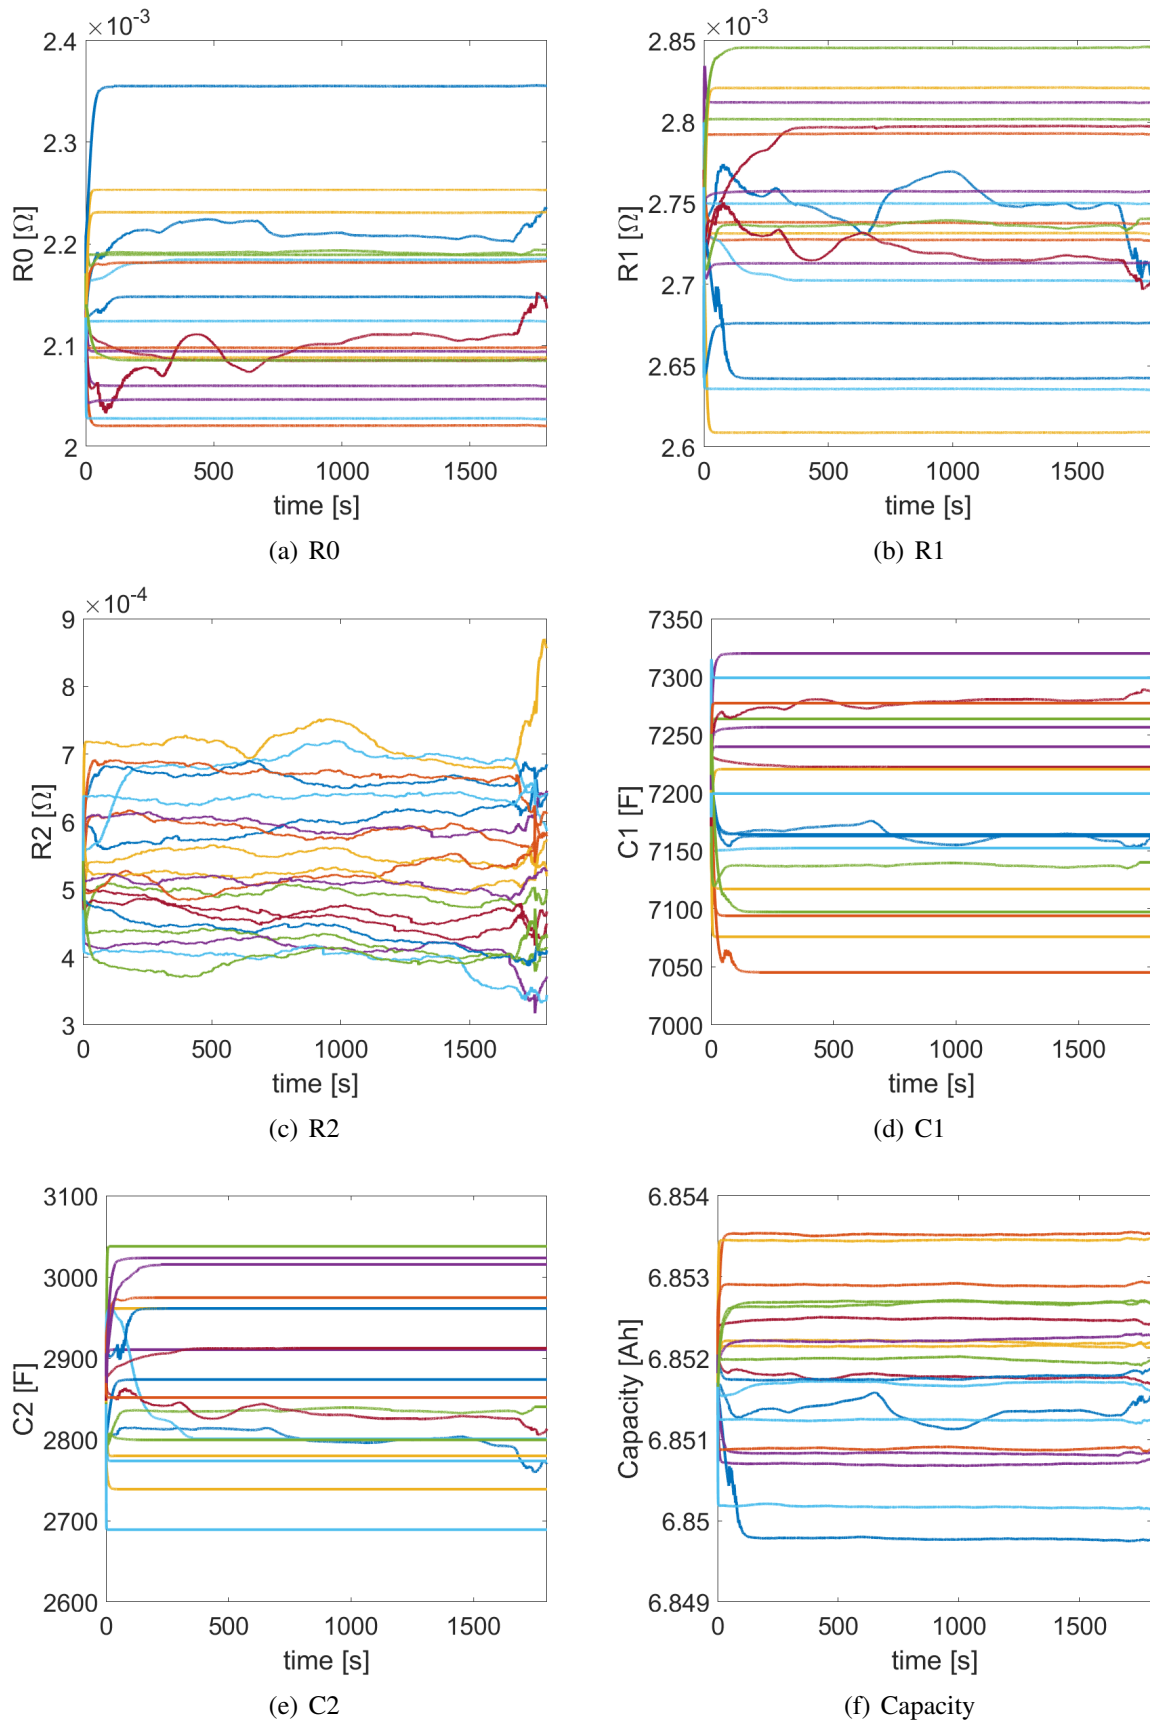 ×10⁻³
2.4
2.3
2.2
2.1
2
R0 [Ω]
0 500 1000 1500
time [s]
(a) R0
×10⁻³
2.85
2.8
2.75
2.7
2.65
2.6
R1 [Ω]
0 500 1000 1500
time [s]
(b) R1
×10⁻⁴
9
8
7
6
5
4
3
R2 [Ω]
0 500 1000 1500
time [s]
(c) R2
7350
7300
7250
7200
7150
7100
7050
7000
C1 [F]
0 500 1000 1500
time [s]
(d) C1
3100
3000
2900
2800
2700
2600
C2 [F]
0 500 1000 1500
time [s]
(e) C2
6.854
6.853
6.852
6.851
6.85
6.849
Capacity [Ah]
0 500 1000 1500
time [s]
(f) Capacity